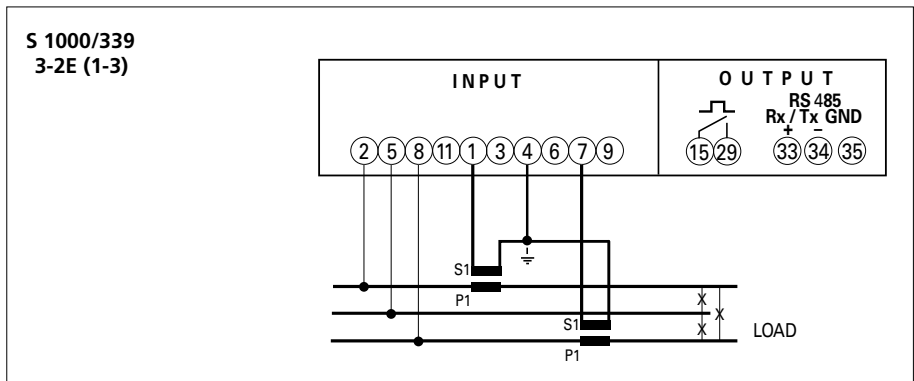 S 1000/339
3-2E (1-3)
INPUT
OUTPUT
RS 485
Rx / Tx GND
+ –
2 5 8 11 1 3 4 6 7 9
15 29 33 34 35
S1
P1
S1
P1
X
X
X
LOAD